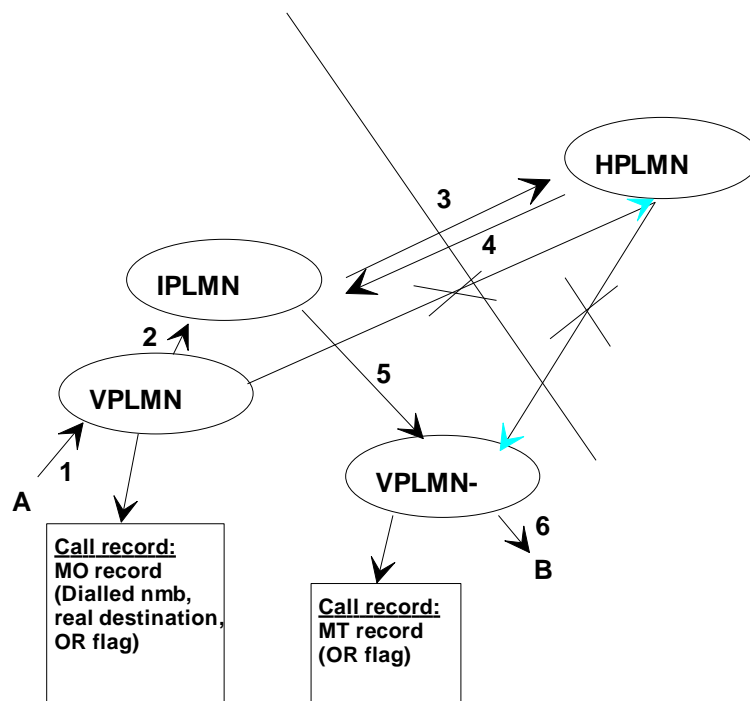 HPLMN
3
4
IPLMN
2
5
VPLMN
1
VPLMN-
A
6
B
Call record:
MO record
(Dialled nmb,
real destination,
OR flag)
Call record:
MT record
(OR flag)